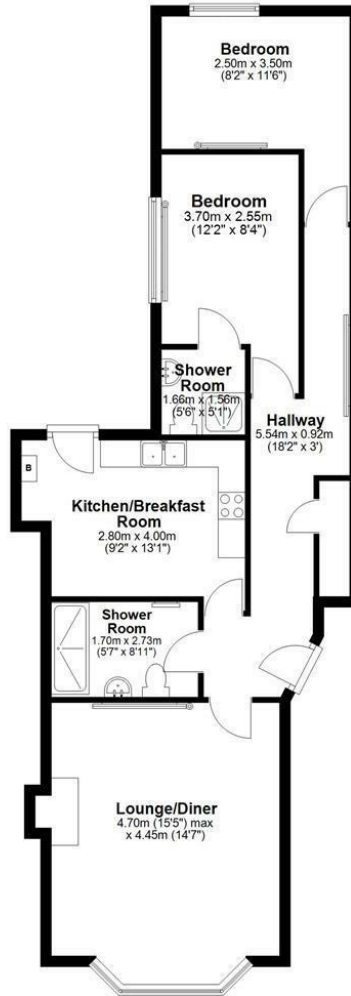 Bedroom
2.50m x 3.50m
(8'2" x 11'6")
Bedroom
3.70m x 2.55m
(12'2" x 8'4")
Shower
Room
1.66m x 1.56m
(5'6" x 5'1")
Hallway
5.54m x 0.92m
(18'2" x 3')
B
Kitchen/Breakfast
Room
2.80m x 4.00m
(9'2" x 13'1")
Shower
Room
1.70m x 2.73m
(5'7" x 8'11")
Lounge/Diner
4.70m (15'5") max
x 4.45m (14'7")